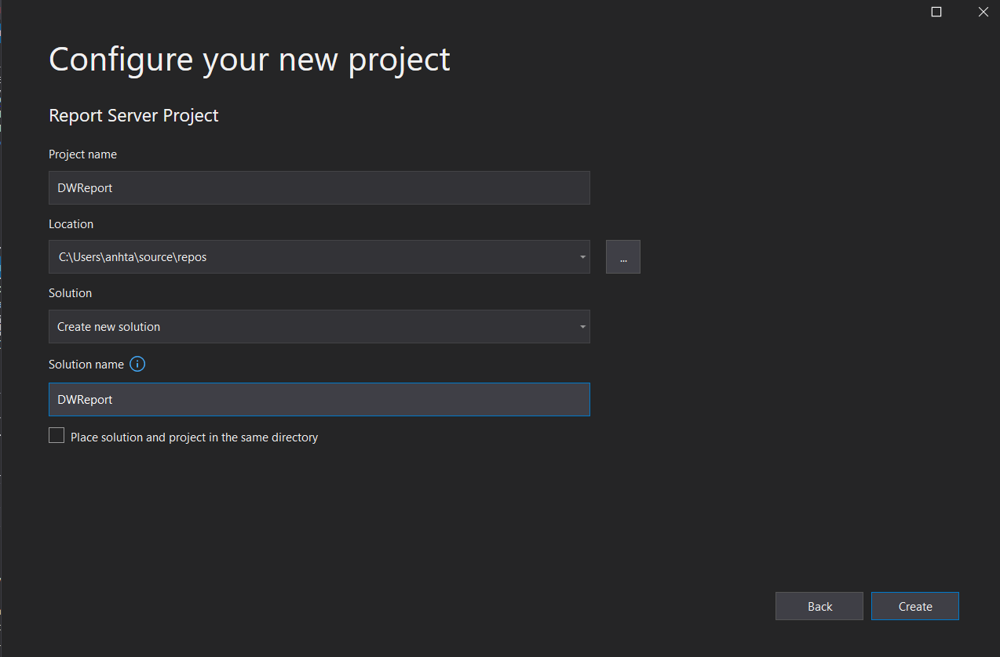 Configure your new project
Report Server Project
Project name
DWReport
Location
C:\Users\anhta\source\repos
...
Solution
Create new solution
Solution name
DWReport
Place solution and project in the same directory
Back
Create